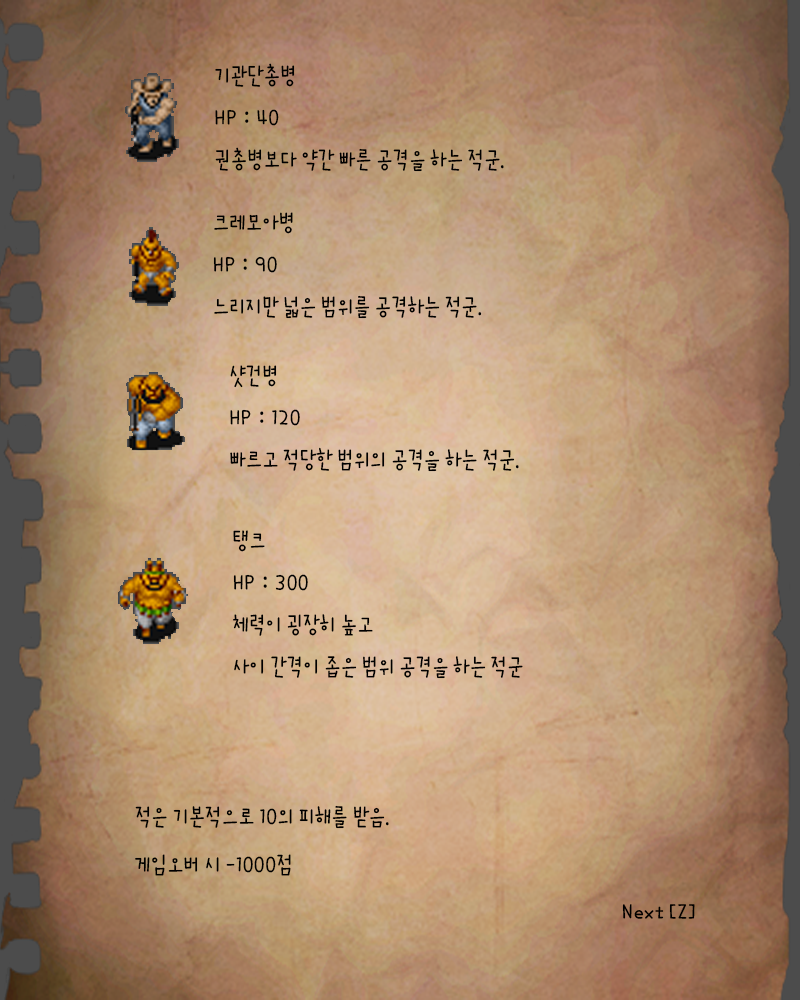 기관단총병
HP : 40
권총병보다 약간 빠른 공격을 하는 적군.
크레모아병
HP : 90
느리지만 넓은 범위를 공격하는 적군.
샷건병
HP : 120
빠르고 적당한 범위의 공격을 하는 적군.
탱크
HP : 300
체력이 굉장히 높고
사이 간격이 좁은 범위 공격을 하는 적군
적은 기본적으로 10의 피해를 받음.
게임오버 시 -1000점
Next [Z]